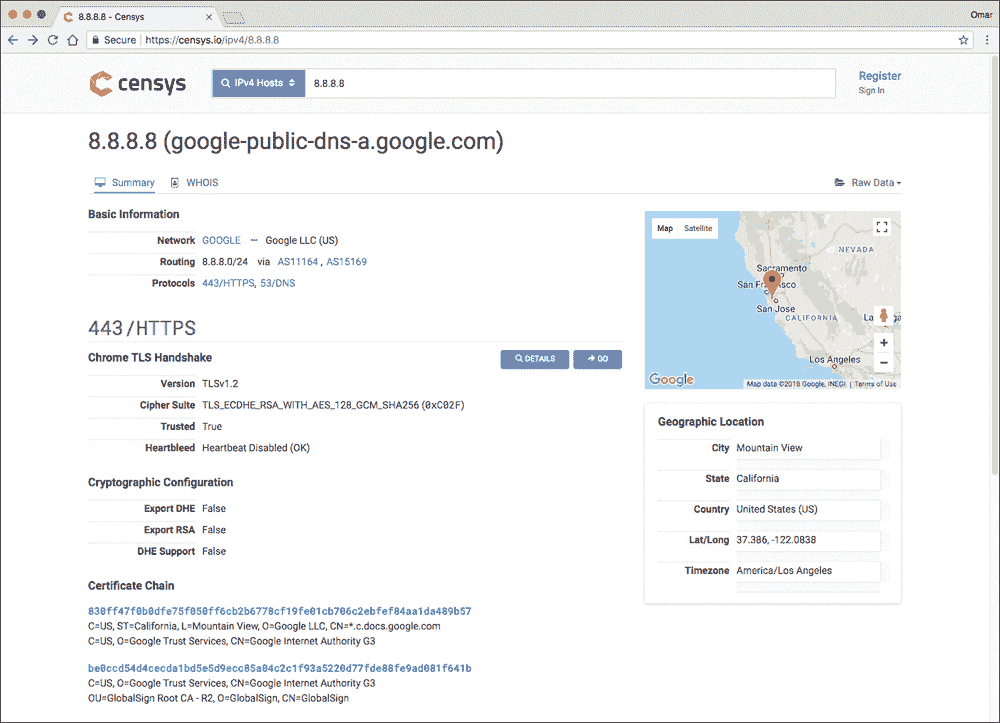 8.8.8.8 - Censys
Omar
Secure
https://censys.io/ipv4/8.8.8.8
censys
IPv4 Hosts
8.8.8.8
Register
Sign In
8.8.8.8 (google-public-dns-a.google.com)
Summary
WHOIS
Raw Data
Basic Information
Network GOOGLE – Google LLC (US)
Routing 8.8.8.0/24 via AS11164, AS15169
Protocols 443/HTTPS, 53/DNS
443/HTTPS
Chrome TLS Handshake
DETAILS
GO
Version TLSv1.2
Cipher Suite TLS_ECDHE_RSA_WITH_AES_128_GCM_SHA256 (0xC02F)
Trusted True
Heartbleed Heartbeat Disabled (OK)
Cryptographic Configuration
Export DHE False
Export RSA False
DHE Support False
Certificate Chain
830ff47f0b0dfe75f050ff6cb2b6778cf19fe01cb706c2ebfef84aa1da489b57
C=US, ST=California, L=Mountain View, O=Google LLC, CN=*.c.docs.google.com
C=US, O=Google Trust Services, CN=Google Internet Authority G3
be0ccd54d4cecda1bd5e5d9ecc85a04c2c1f93a5220d77fde88fe9ad081f641b
C=US, O=Google Trust Services, CN=Google Internet Authority G3
OU=GlobalSign Root CA - R2, O=GlobalSign, CN=GlobalSign
Map
Satellite
NEVADA
Sacramento
San Jose
CALIFORNIA
Los Angeles
Google
Map data ©2018 Google, INEGI
Terms of Use
Geographic Location
City Mountain View
State California
Country United States (US)
Lat/Long 37.386, -122.0838
Timezone America/Los Angeles